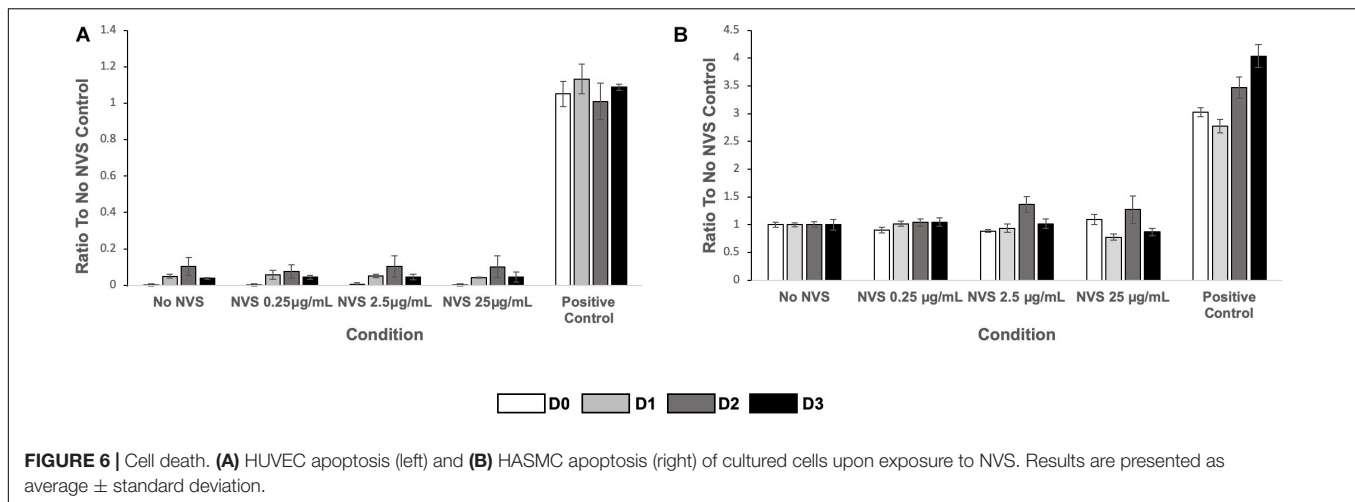 A
Ratio To No NVS Control
1.4
1.2
1
0.8
0.6
0.4
0.2
0
No NVS NVS 0.25µg/mL NVS 2.5µg/mL NVS 25µg/mL Positive
Control
Condition
B
Ratio To No NVS Control
4.5
4
3.5
3
2.5
2
1.5
1
0.5
0
No NVS NVS 0.25 µg/mL NVS 2.5 µg/mL NVS 25 µg/mL Positive
Control
Condition
D0 D1 D2 D3
FIGURE 6 | Cell death. (A) HUVEC apoptosis (left) and (B) HASMC apoptosis (right) of cultured cells upon exposure to NVS. Results are presented as
average ± standard deviation.